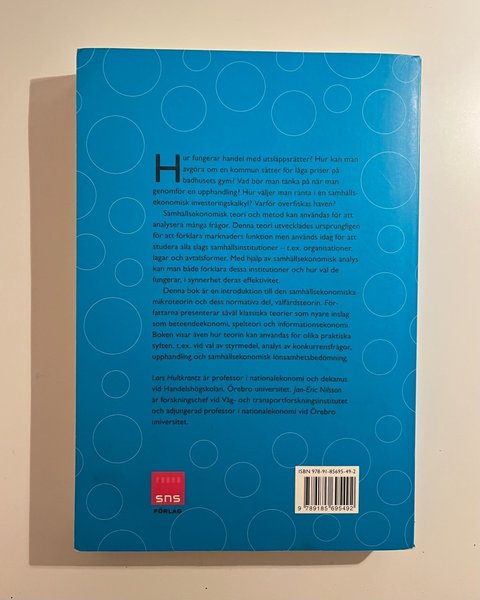 Hur fungerar handel med utsläppsrätter? Hur kan man
avgöra om en kommun sätter för låga priser på
badhusets gym? Vad bör man tänka på när man
genomför en upphandling? Hur väljer man ränta i en samhälls-
ekonomisk investeringskalkyl? Varför överfiskas haven?
Samhällsekonomisk teori och metod kan användas för att
analysera många frågor. Denna teori utvecklades ursprungligen
för att förklara marknaders funktion men används idag för att
studera alla slags samhällsinstitutioner – t.ex. organisationer,
lagar och avtalsformer. Med hjälp av samhällsekonomisk analys
kan man både förklara dessa institutioner och hur väl de
fungerar, i synnerhet deras effektivitet.
Denna bok är en introduktion till den samhällsekonomiska
mikroteorin och dess normativa del, välfärdsteorin. För-
fattarna presenterar såväl klassiska teorier som nyare inslag
som beteendeekonomi, spelteori och informationsekonomi.
Boken visar även hur teorin kan användas för olika praktiska
syften, t.ex. vid val av styrmedel, analys av konkurrensfrågor,
upphandling och samhällsekonomisk lönsamhetsbedömning.
Lars Hultkrantz är professor i nationalekonomi och dekanus
vid Handelshögskolan, Örebro universitet. Jan-Eric Nilsson
är forskningschef vid Väg- och transportforskningsinstitutet
och adjungerad professor i nationalekonomi vid Örebro
universitet.
sns
FÖRLAG
ISBN 978-91-85695-49-2
9 789185 695492